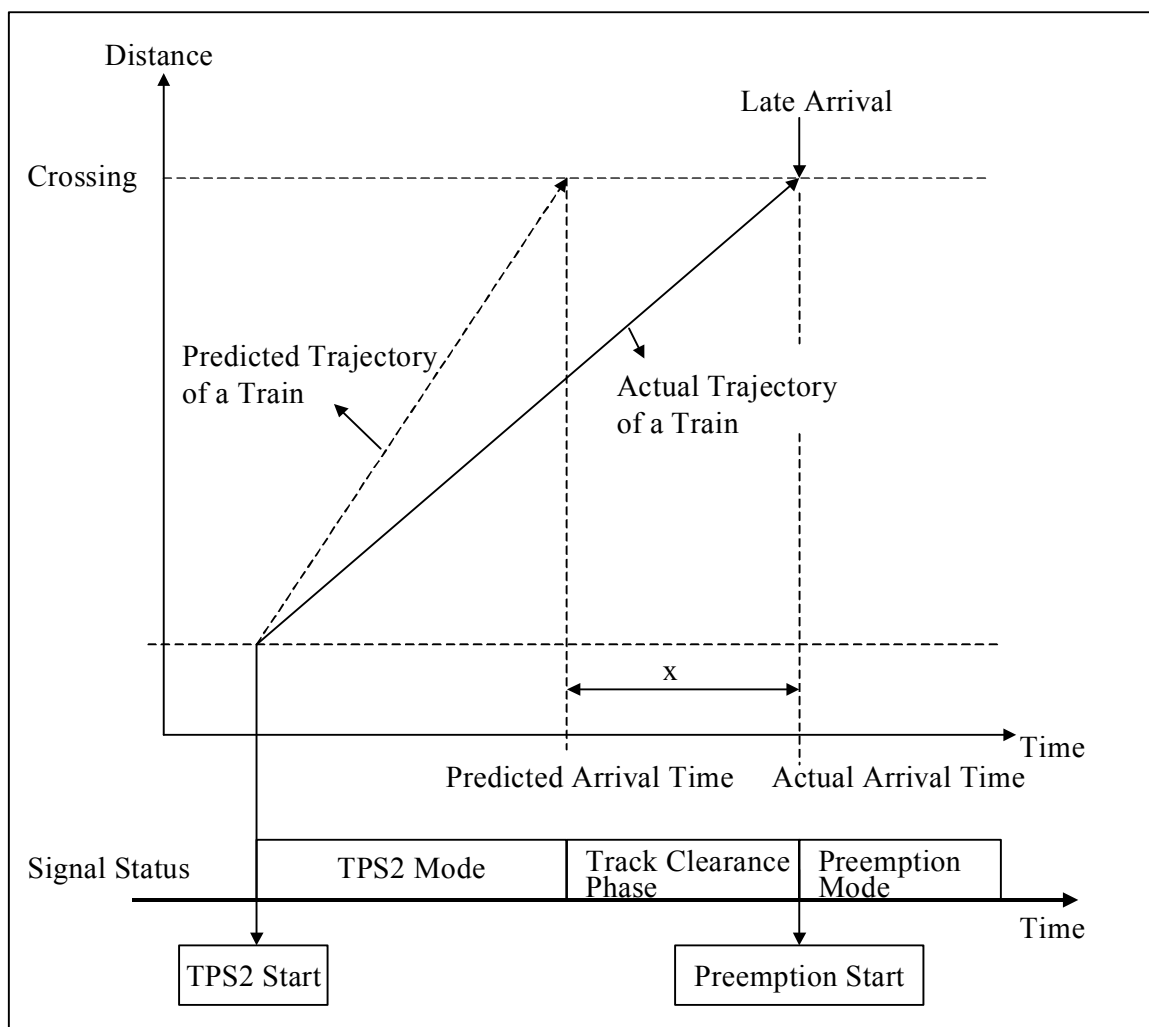 Distance
Late Arrival
Crossing
Predicted Trajectory
of a Train
Actual Trajectory
of a Train
x
Time
Predicted Arrival Time
Actual Arrival Time
Signal Status
TPS2 Mode
Track Clearance
Phase
Preemption
Mode
Time
TPS2 Start
Preemption Start